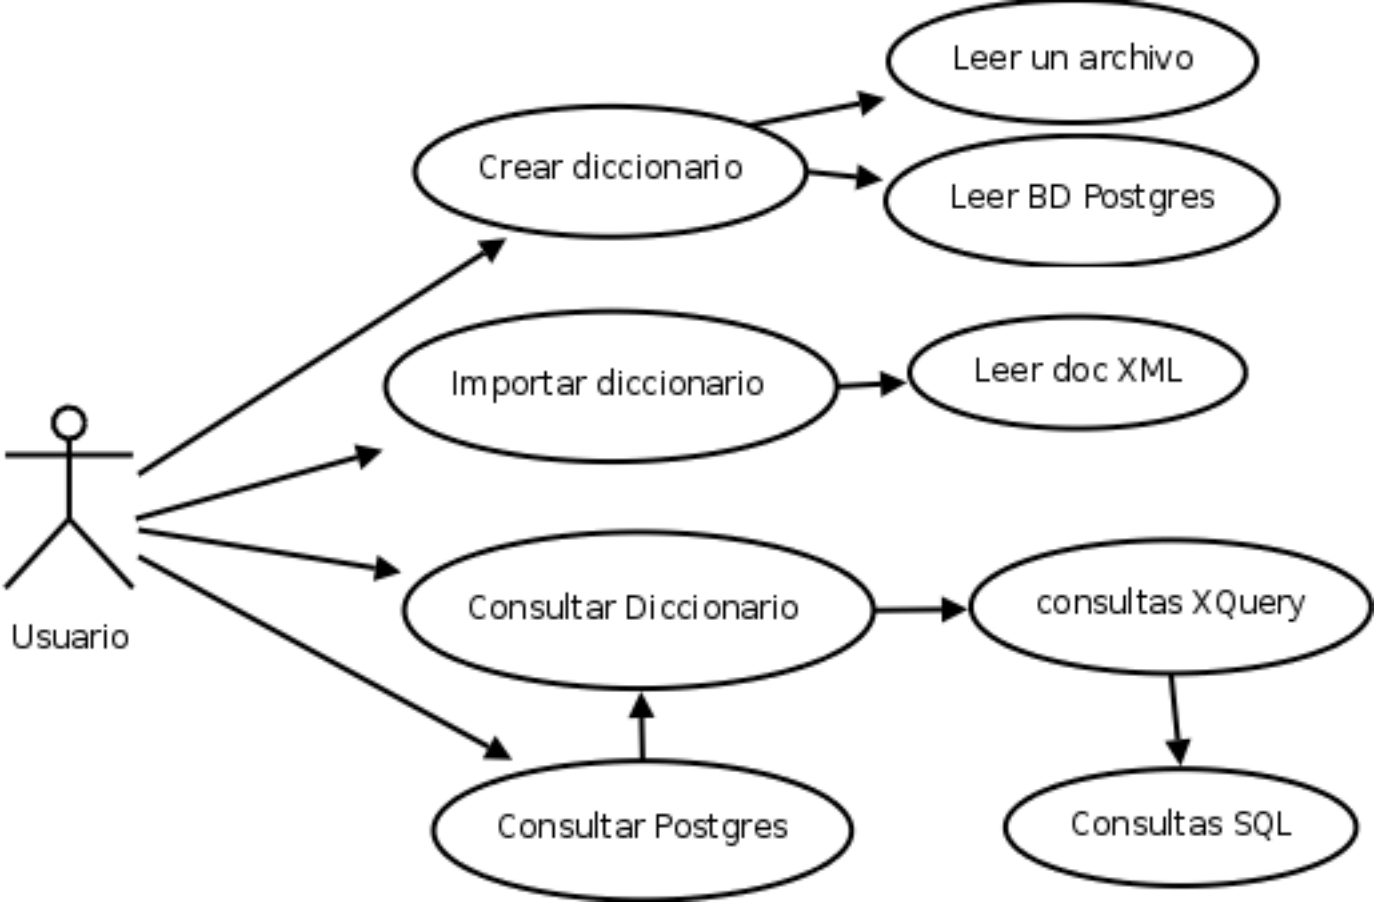 Leer un archivo
Crear diccionario
Leer BD Postgres
Importar diccionario
Leer doc XML
Usuario
Consultar Diccionario
consultas XQuery
Consultar Postgres
Consultas SQL